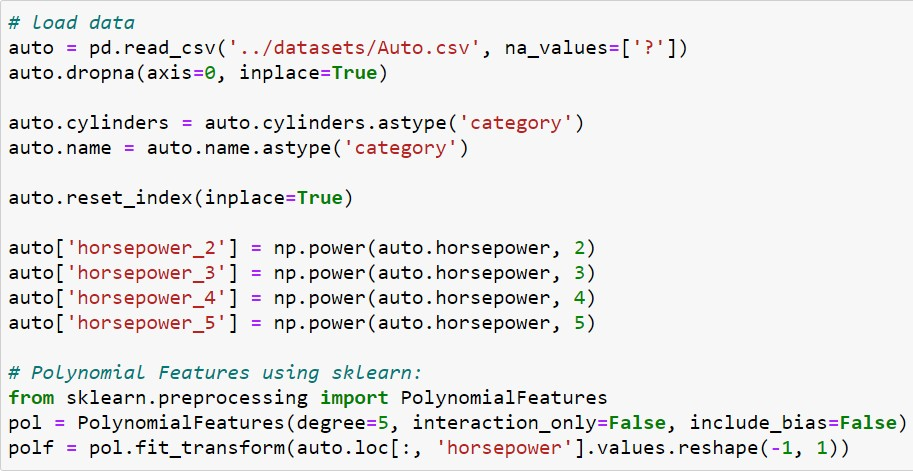 # load data
auto = pd.read_csv('../datasets/Auto.csv', na_values=['?'])
auto.dropna(axis=0, inplace=True)

auto.cylinders = auto.cylinders.astype('category')
auto.name = auto.name.astype('category')

auto.reset_index(inplace=True)

auto['horsepower_2'] = np.power(auto.horsepower, 2)
auto['horsepower_3'] = np.power(auto.horsepower, 3)
auto['horsepower_4'] = np.power(auto.horsepower, 4)
auto['horsepower_5'] = np.power(auto.horsepower, 5)

# Polynomial Features using sklearn:
from sklearn.preprocessing import PolynomialFeatures
pol = PolynomialFeatures(degree=5, interaction_only=False, include_bias=False)
polf = pol.fit_transform(auto.loc[:, 'horsepower'].values.reshape(-1, 1))